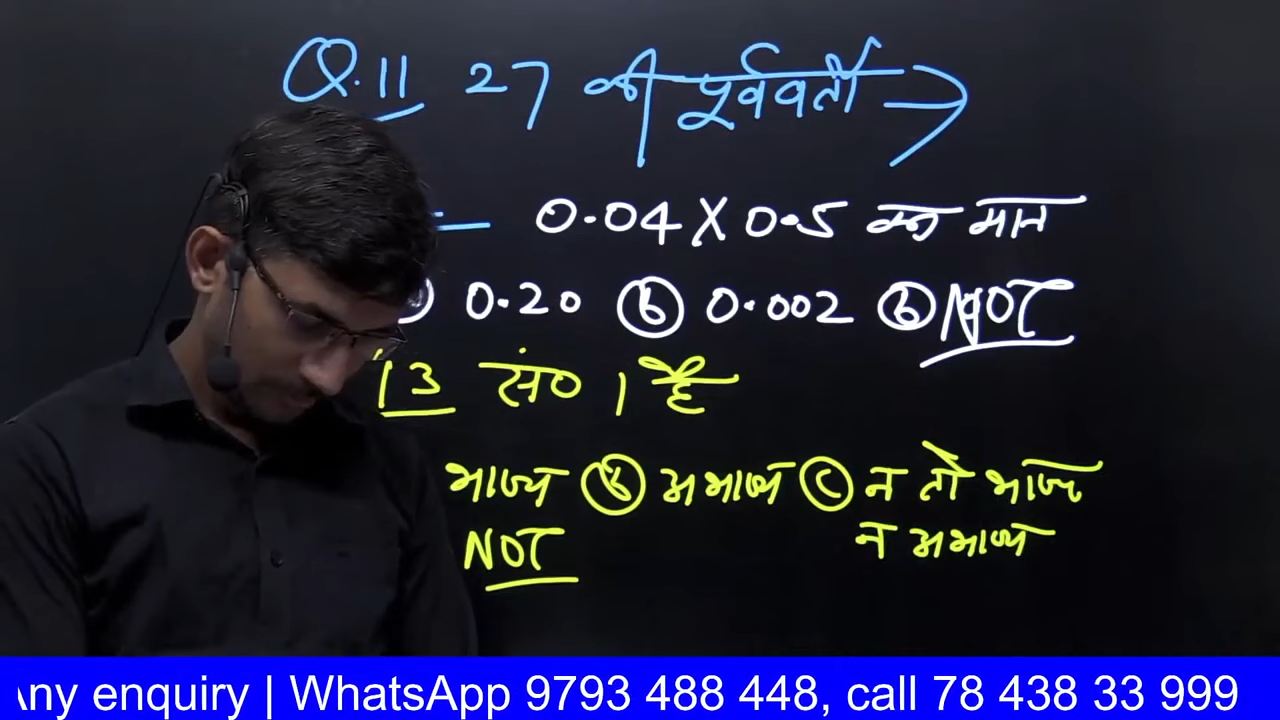 Q.11 27 की पूर्ववर्ती →
0.04 X 0.5 का मान
0.20 (b) 0.002 (b) NOT
13 सं० 1 है
भाज्य (b) अभाज्य (c) न तो भाज्य
NOT न अभाज्य
Any enquiry | WhatsApp 9793 488 448, call 78 438 33 999